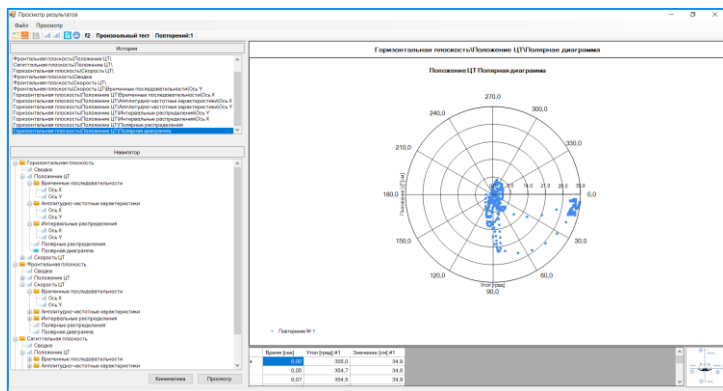 Просмотр результатов
Файл Просмотр
f2 Произвольный тест Повторений:1
История
Фронтальная плоскость\Положение ЦТ\
Сагиттальная плоскость\Положение ЦТ\
Горизонтальная плоскость\Скорость ЦТ\
Фронтальная плоскость\Сводка
Фронтальная плоскость\Скорость ЦТ\
Фронтальная плоскость\Скорость ЦТ\Временные последовательности\Ось Y
Горизонтальная плоскость\Положение ЦТ\Временные последовательности\Ось X
Горизонтальная плоскость\Положение ЦТ\Амплитудно-частотные характеристики\Ось X
Горизонтальная плоскость\Положение ЦТ\Амплитудно-частотные характеристики\Ось Y
Горизонтальная плоскость\Положение ЦТ\Интервальные распределения\Ось Y
Горизонтальная плоскость\Положение ЦТ\Интервальные распределения\Ось X
Горизонтальная плоскость\Положение ЦТ\Полярные распределения
Горизонтальная плоскость\Положение ЦТ\Полярная диаграмма
Навигатор
Горизонтальная плоскость
Сводка
Положение ЦТ
Временные последовательности
Ось X
Ось Y
Амплитудно-частотные характеристики
Ось X
Ось Y
Интервальные распределения
Ось X
Ось Y
Полярные распределения
Полярная диаграмма
Скорость ЦТ
Фронтальная плоскость
Сводка
Положение ЦТ
Скорость ЦТ
Временные последовательности
Ось X
Ось Y
Амплитудно-частотные характеристики
Интервальные распределения
Полярные распределения
Полярная диаграмма
Сагиттальная плоскость
Сводка
Положение ЦТ
Временные последовательности
Амплитудно-частотные характеристики
Кинематика Просмотр
Горизонтальная плоскость\Положение ЦТ\Полярная диаграмма
Положение ЦТ Полярная диаграмма
270,0
240,0 300,0
210,0 330,0
180,0 0,0
150,0 30,0
120,0 60,0
90,0
Положение ЦТ [см]
Угол [град]
Повторение № 1
Время [сек] Угол [град] #1 Значение [см] #1
0,00 355,0 34,9
0,05 354,7 34,9
0,07 354,5 34,9